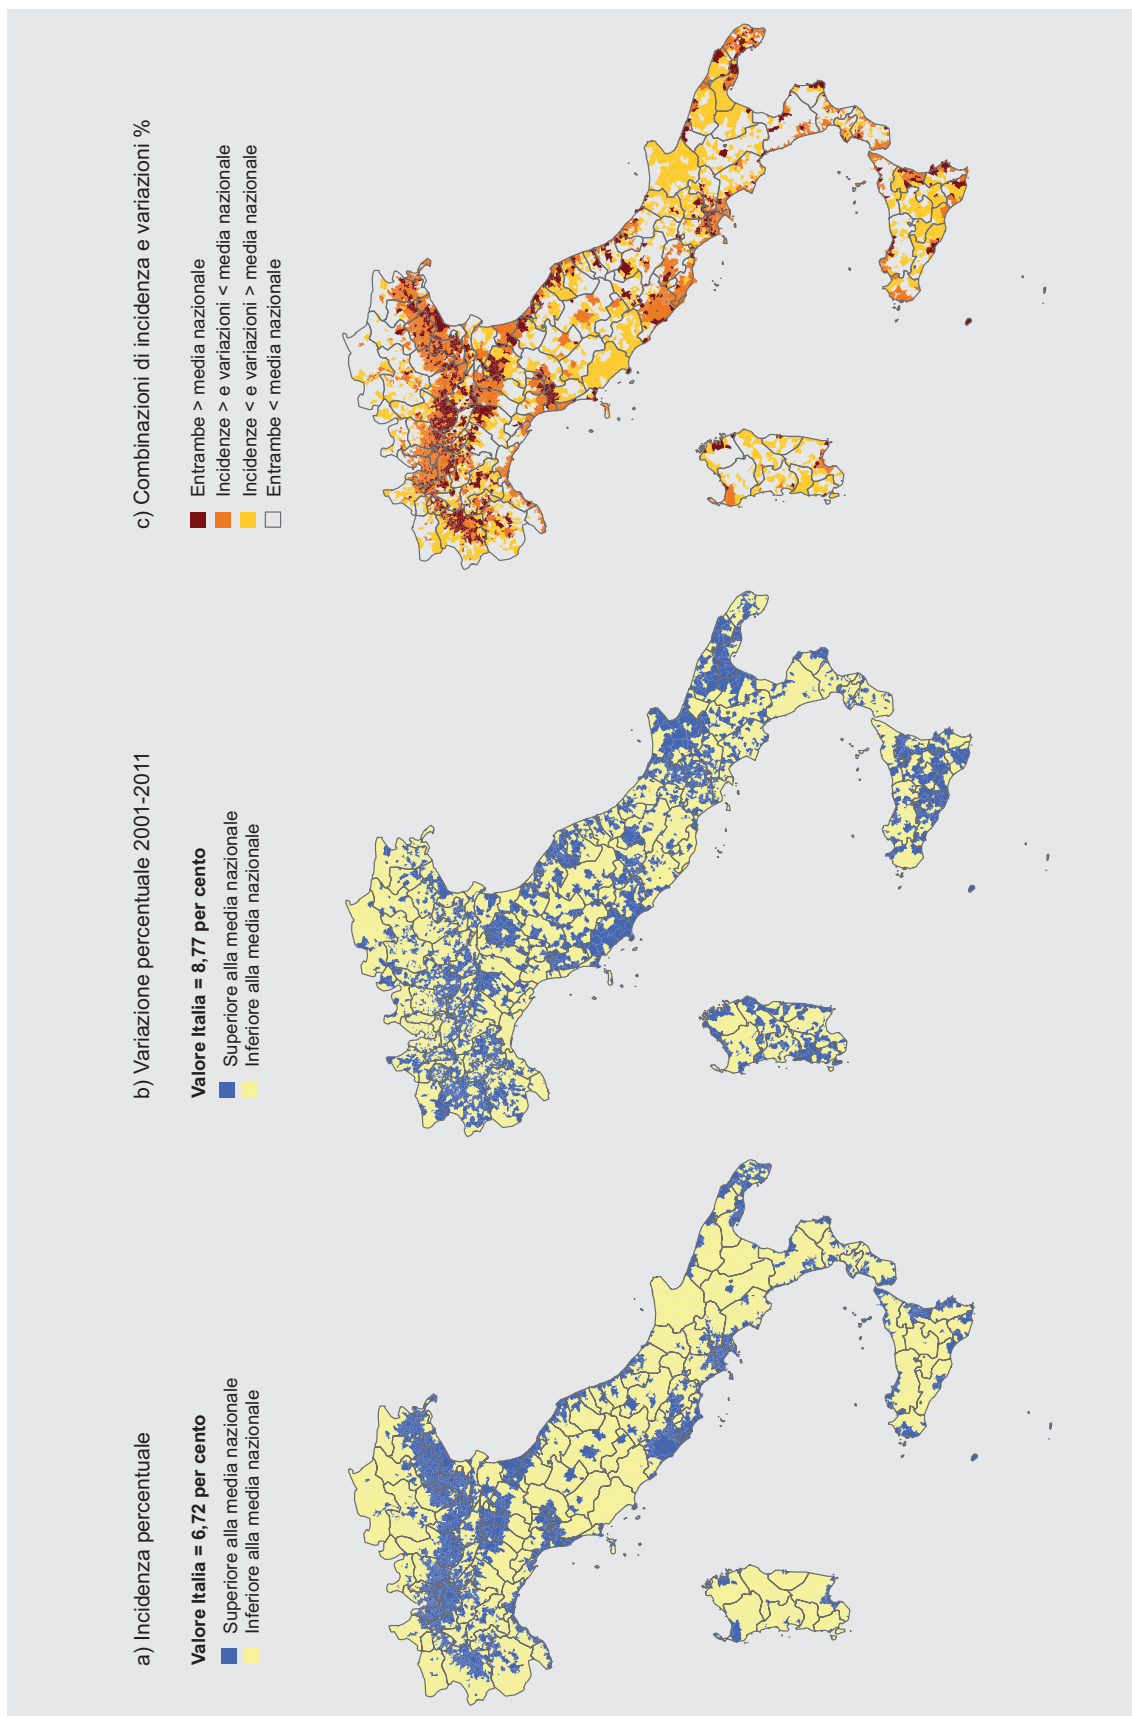 a) Incidenza percentuale
Valore Italia = 6,72 per cento
Superiore alla media nazionale
Inferiore alla media nazionale
b) Variazione percentuale 2001-2011
Valore Italia = 8,77 per cento
Superiore alla media nazionale
Inferiore alla media nazionale
c) Combinazioni di incidenza e variazioni %
Entrambe > media nazionale
Incidenze > e variazioni < media nazionale
Incidenze < e variazioni > media nazionale
Entrambe < media nazionale